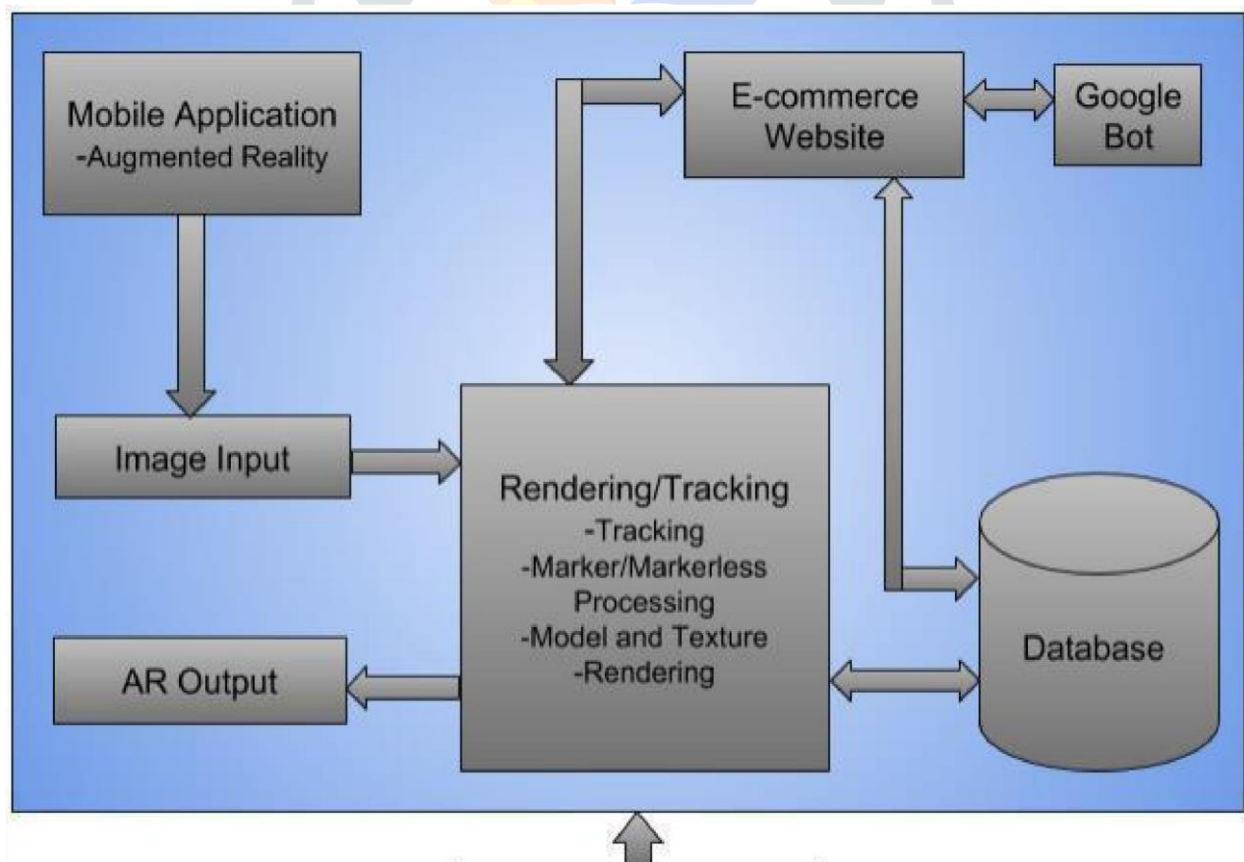 Mobile Application
-Augmented Reality
E-commerce
Website
Google
Bot
Image Input
Rendering/Tracking
-Tracking
-Marker/Markerless
Processing
-Model and Texture
-Rendering
AR Output
Database